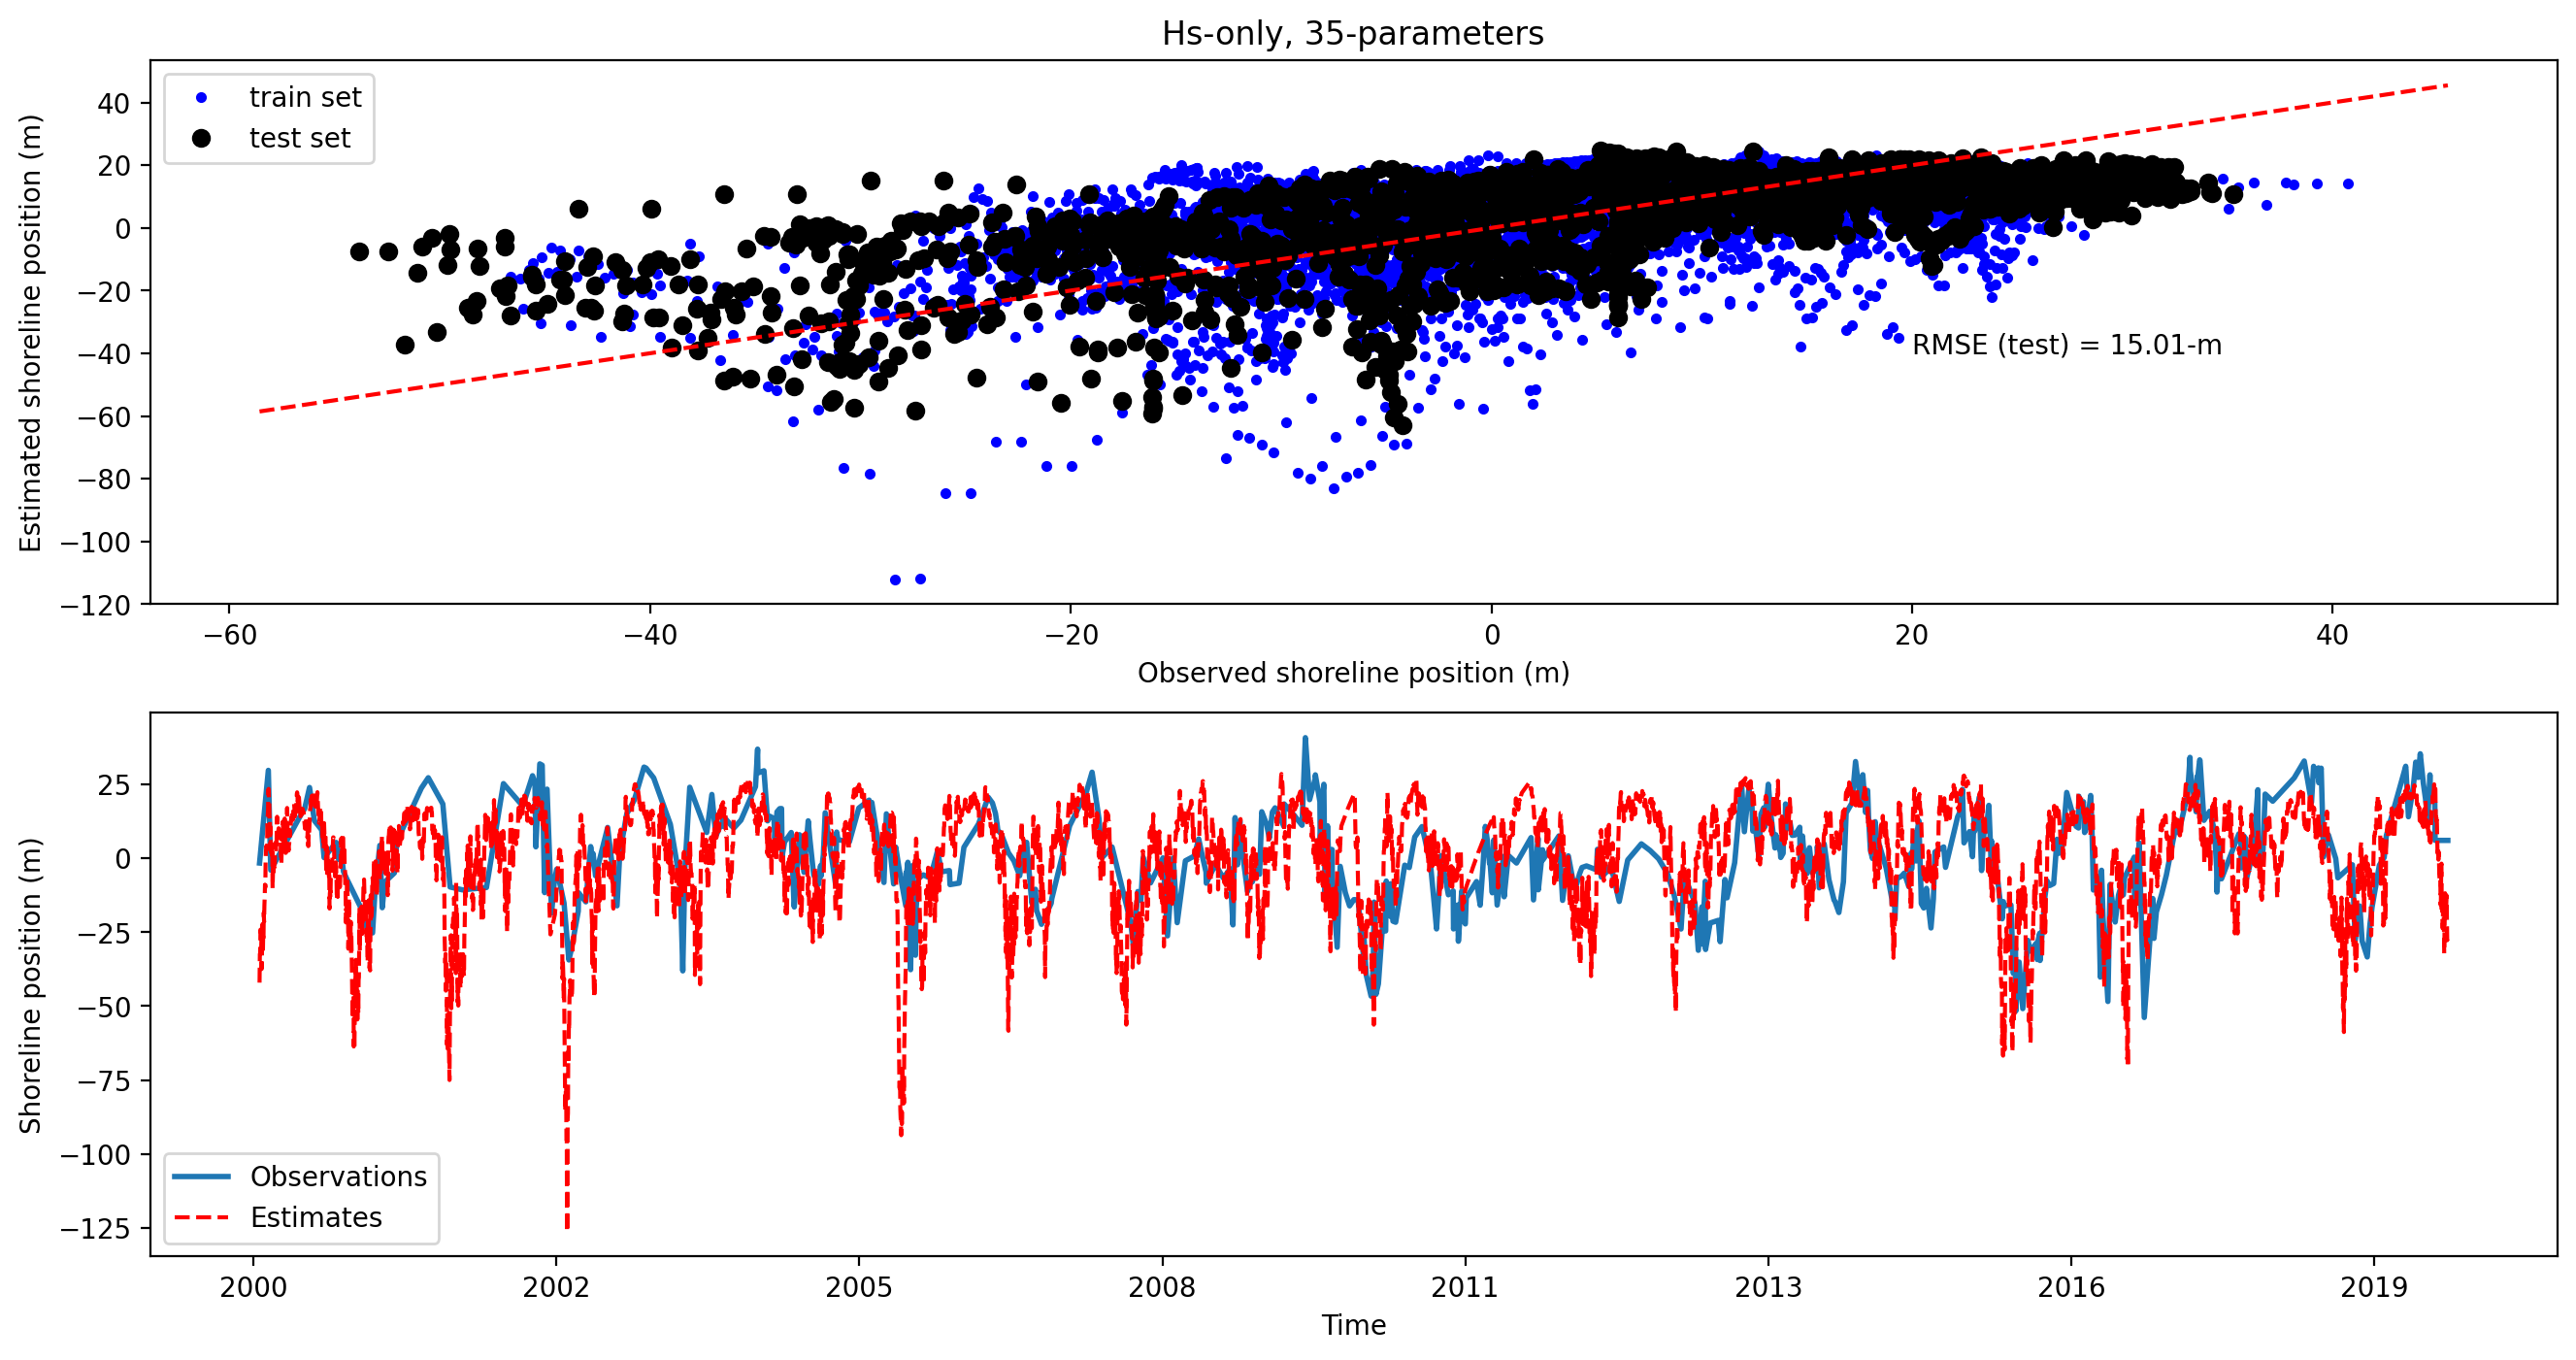 Hs-only, 35-parameters
train set
test set
40
20
0
−20
−40
−60
−80
−100
−120
Estimated shoreline position (m)
RMSE (test) = 15.01-m
−60 −40 −20 0 20 40
Observed shoreline position (m)
25
0
−25
−50
−75
−100
−125
Shoreline position (m)
Observations
Estimates
2000 2002 2005 2008 2011 2013 2016 2019
Time